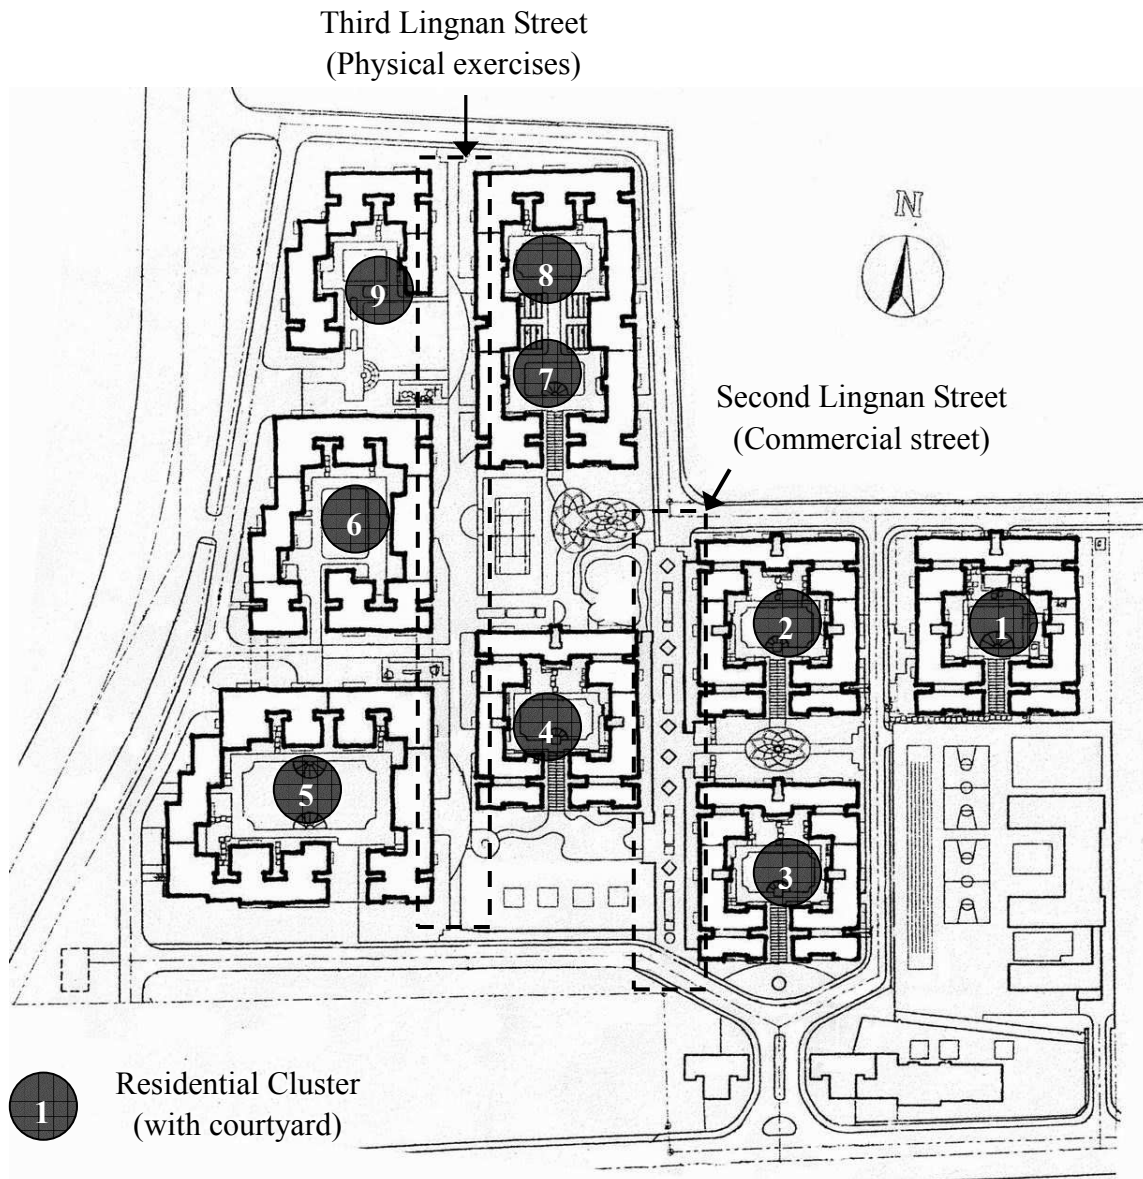 Third Lingnan Street
(Physical exercises)
N
8
9
7
Second Lingnan Street
(Commercial street)
6
2
1
4
5
3
1
Residential Cluster
(with courtyard)